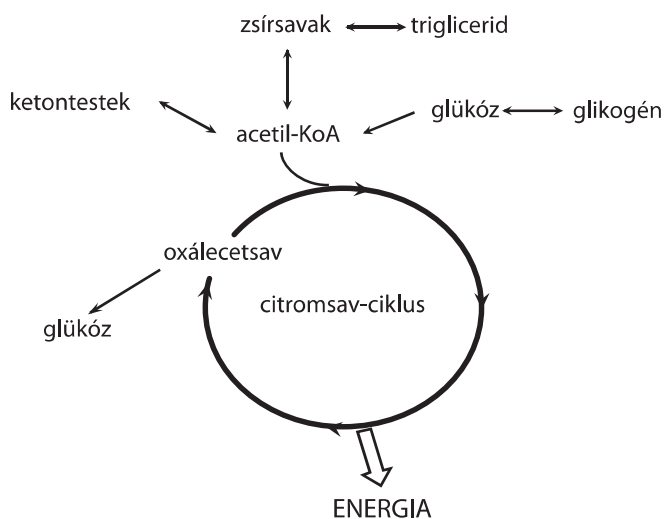 zsírsavak
triglicerid
ketontestek
acetil-KoA
glükóz
glikogén
oxálecetsav
citromsav-ciklus
glükóz
ENERGIA